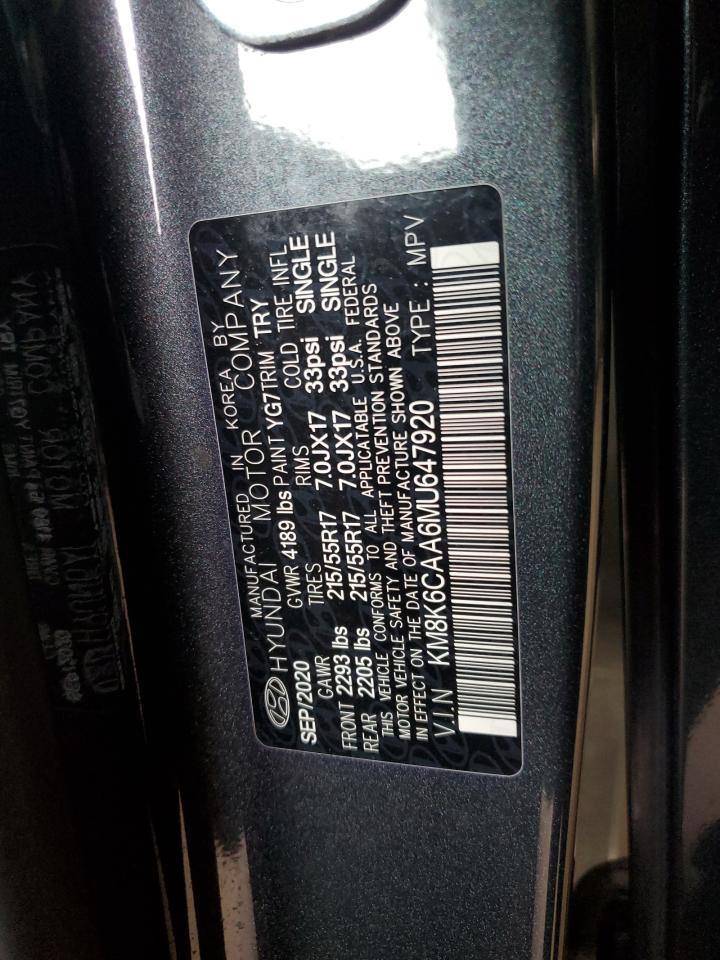 MANUFACTURED IN KOREA BY
HYUNDAI MOTOR COMPANY
SEP/2020 GVWR 4189 lbs PAINT YG7 TRIM TRY
GAWR TIRES RIMS COLD TIRE INFL
FRONT 2293 lbs 215/55R17 7.0JX17 33psi SINGLE
REAR 2205 lbs 215/55R17 7.0JX17 33psi SINGLE
THIS VEHICLE CONFORMS TO ALL APPLICABLE U.S.A. FEDERAL
MOTOR VEHICLE SAFETY AND THEFT PREVENTION STANDARDS
IN EFFECT ON THE DATE OF MANUFACTURE SHOWN ABOVE
VIN KM8K6CAA6MU647920 TYPE : MPV